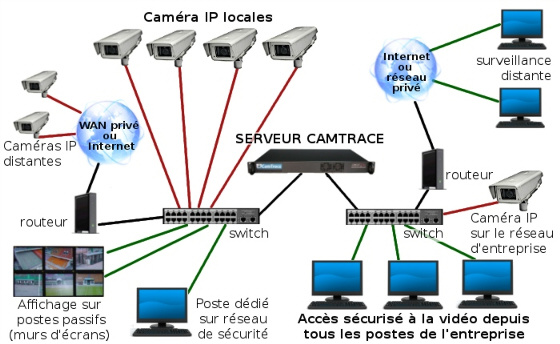 Caméra IP locales
Internet
ou
réseau
privé
surveillance
distante
WAN privé
ou
Internet
Caméras IP
distantes
SERVEUR CAMTRACE
CamTrace
routeur
routeur
switch
switch
Caméra IP
sur le réseau
d'entreprise
Affichage sur
postes passifs
(murs d'écrans)
Poste dédié
sur réseau
de sécurité
Accès sécurisé à la vidéo depuis
tous les postes de l'entreprise